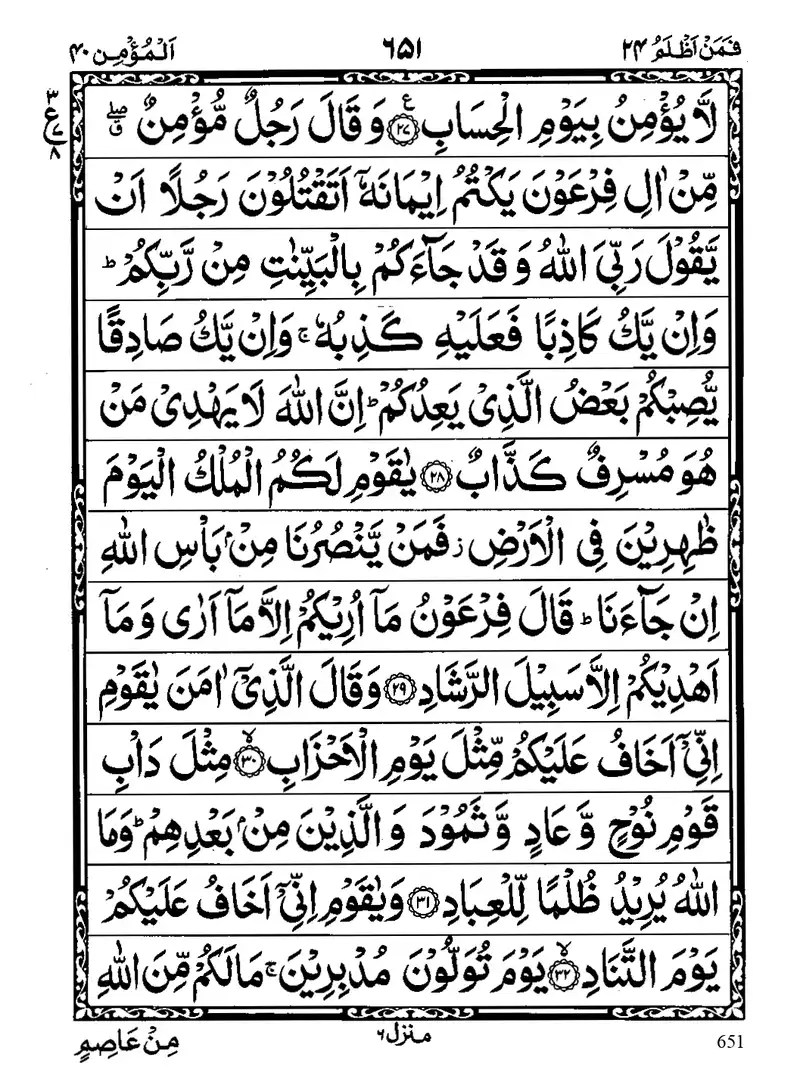 فَمَنْ اَظْلَمُ ٢٤ ٦٥١ اَلْمُؤْمِن ٤٠
ع ٣ ٧ ٨
لَّا يُؤْمِنُ بِيَوْمِ الْحِسَابِ ۧ﴿٢٧﴾ وَ قَالَ رَجُلٌ مُّؤْمِنٌ ۖق
مِّنْ اٰلِ فِرْعَوْنَ يَكْتُمُ اِيْمَانَهٗۤ اَتَقْتُلُوْنَ رَجُلًا اَنْ
يَّقُوْلَ رَبِّيَ اللّٰهُ وَ قَدْ جَآءَكُمْ بِالْبَيِّنٰتِ مِنْ رَّبِّكُمْ ؕ
وَاِنْ يَّكُ كَاذِبًا فَعَلَيْهِ كَذِبُهٗ ۚ وَاِنْ يَّكُ صَادِقًا
يُّصِبْكُمْ بَعْضُ الَّذِىْ يَعِدُكُمْ ؕ اِنَّ اللّٰهَ لَا يَهْدِىْ مَنْ
هُوَ مُسْرِفٌ كَذَّابٌ ﴿٢٨﴾ يٰقَوْمِ لَكُمُ الْمُلْكُ الْيَوْمَ
ظٰهِرِيْنَ فِى الْاَرْضِ ز فَمَنْ يَّنْصُرُنَا مِنْۢ بَاْسِ اللّٰهِ
اِنْ جَآءَنَا ؕ قَالَ فِرْعَوْنُ مَاۤ اُرِيْكُمْ اِلَّا مَاۤ اَرٰى وَ مَاۤ
اَهْدِيْكُمْ اِلَّا سَبِيْلَ الرَّشَادِ ﴿٢٩﴾ وَقَالَ الَّذِىْۤ اٰمَنَ يٰقَوْمِ
اِنِّىْۤ اَخَافُ عَلَيْكُمْ مِّثْلَ يَوْمِ الْاَحْزَابِ ۙ﴿٣٠﴾ مِثْلَ دَاْبِ
قَوْمِ نُوْحٍ وَّ عَادٍ وَّ ثَمُوْدَ وَ الَّذِيْنَ مِنْۢ بَعْدِهِمْ ؕ وَمَا
اللّٰهُ يُرِيْدُ ظُلْمًا لِّلْعِبَادِ ﴿٣١﴾ وَيٰقَوْمِ اِنِّىْۤ اَخَافُ عَلَيْكُمْ
يَوْمَ التَّنَادِ ۙ﴿٣٢﴾ يَوْمَ تُوَلُّوْنَ مُدْبِرِيْنَ ۚ مَا لَكُمْ مِّنَ اللّٰهِ
منزل ٦
مِنْ عَاصِمٍ
651